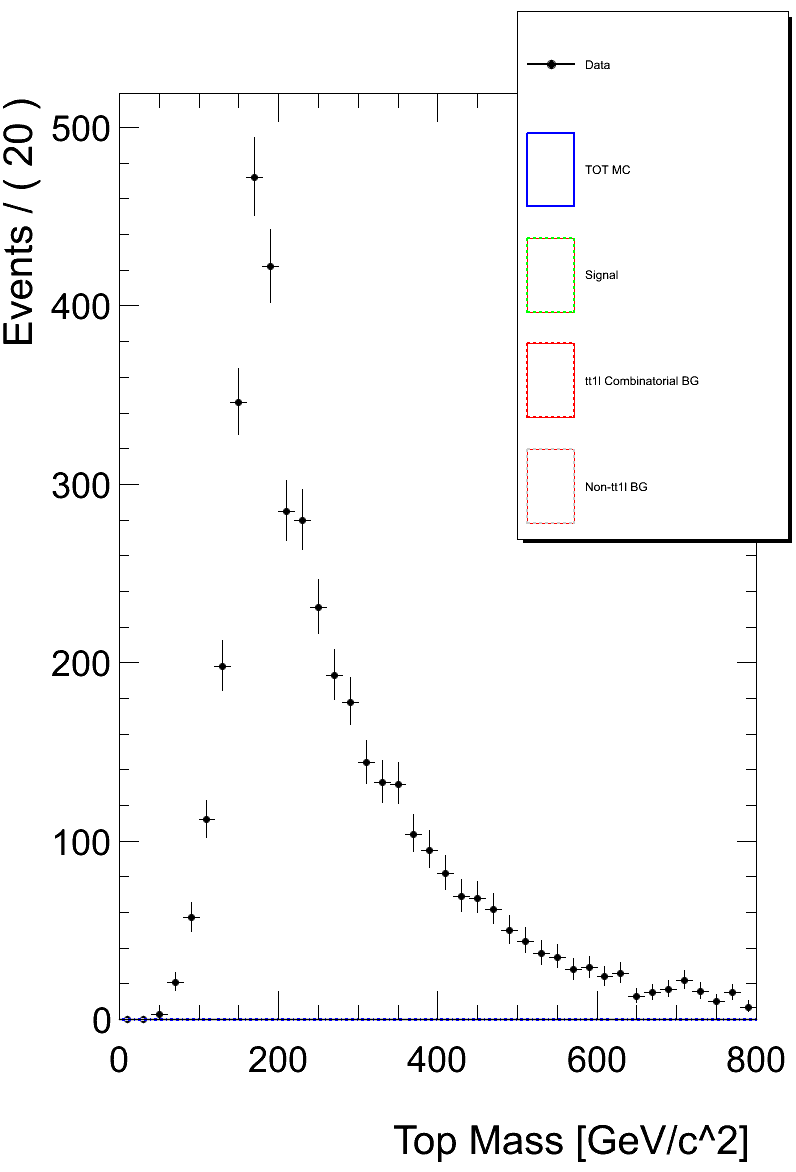 Data
TOT MC
Signal
tt1l Combinatorial BG
Non-tt1l BG
Events / ( 20 )
500
400
300
200
100
0
0 200 400 600 800
Top Mass [GeV/c^2]